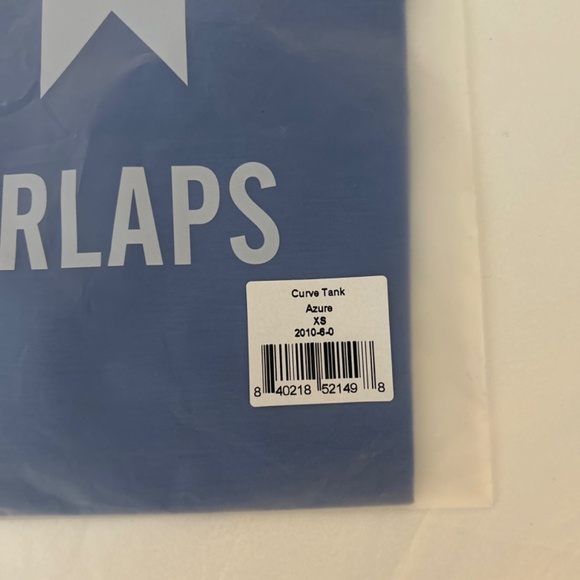 RLAPS
Curve Tank
Azure
XS
2010-6-0
8 40218 52149 8